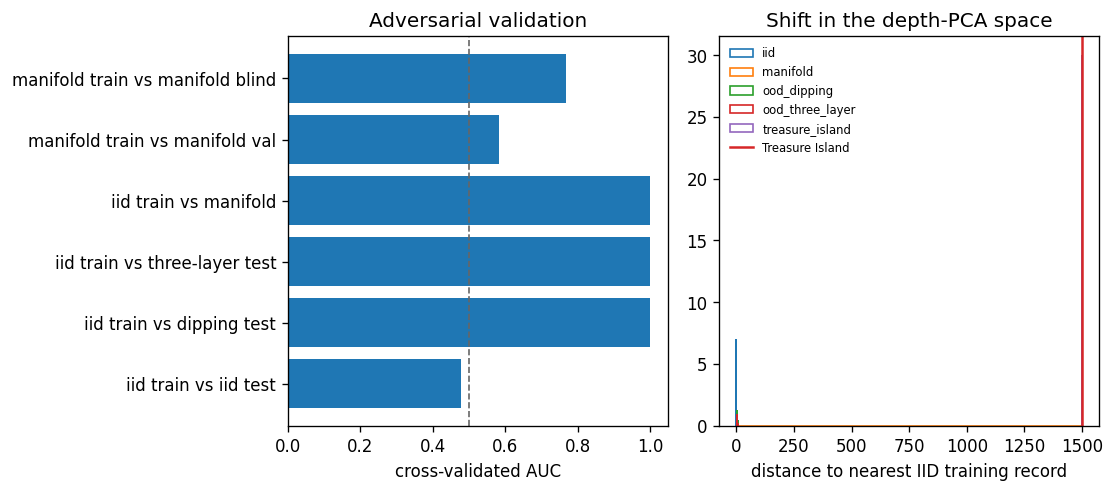 Adversarial validation
manifold train vs manifold blind
manifold train vs manifold val
iid train vs manifold
iid train vs three-layer test
iid train vs dipping test
iid train vs iid test
0.0 0.2 0.4 0.6 0.8 1.0
cross-validated AUC
Shift in the depth-PCA space
30
25
20
15
10
5
0
iid
manifold
ood_dipping
ood_three_layer
treasure_island
Treasure Island
0 250 500 750 1000 1250 1500
distance to nearest IID training record